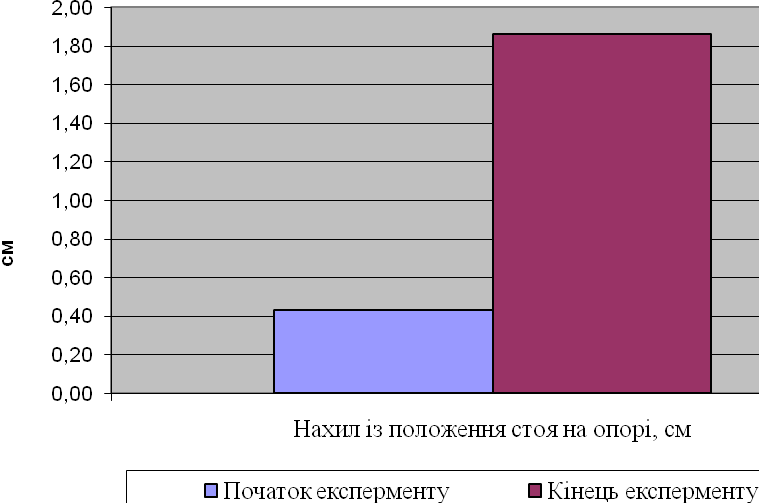 2,00
1,80
1,60
1,40
1,20
1,00
0,80
0,60
0,40
0,20
0,00
см
Нахил із положення стоя на опорі, см
Початок експерменту
Кінець експерменту